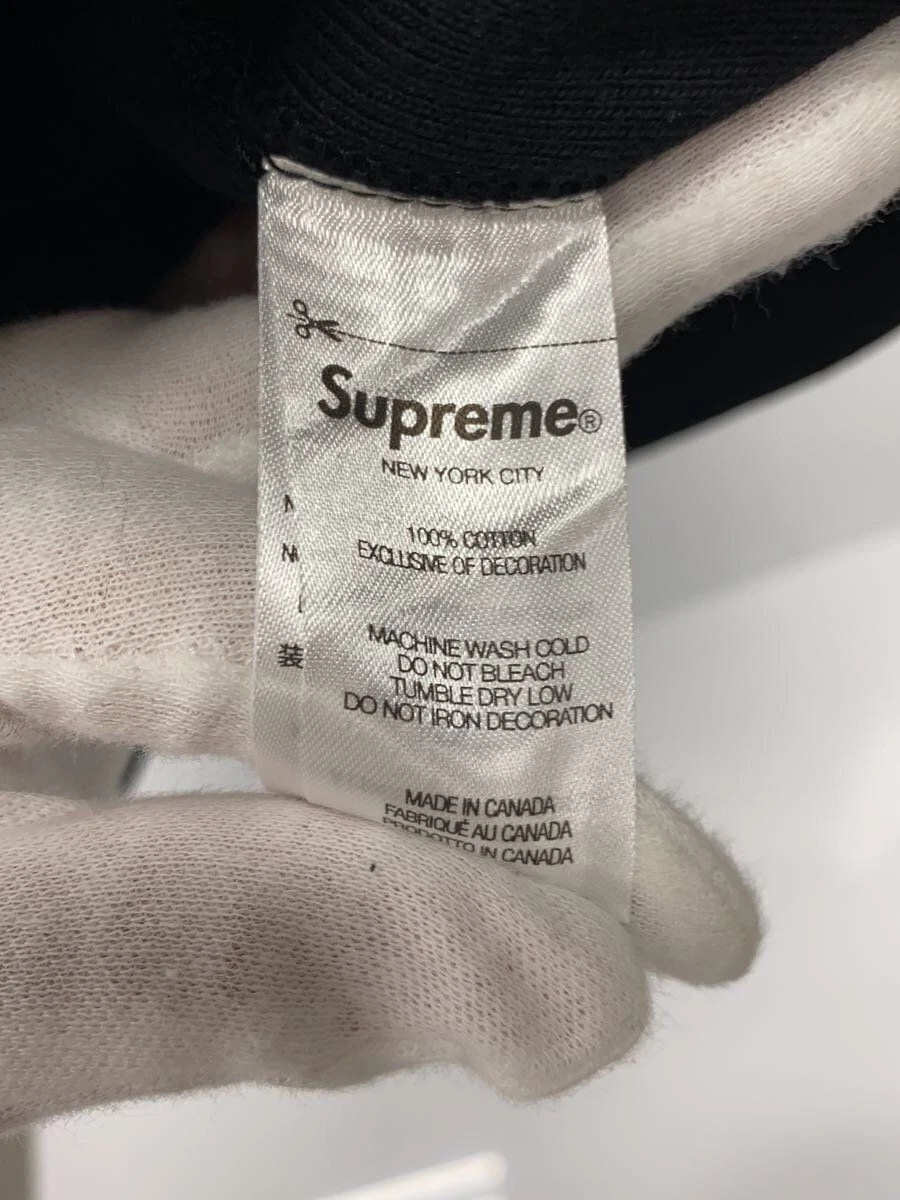 Supreme®
NEW YORK CITY
100% COTTON
EXCLUSIVE OF DECORATION
MACHINE WASH COLD
DO NOT BLEACH
TUMBLE DRY LOW
DO NOT IRON DECORATION
MADE IN CANADA
FABRIQUÉ AU CANADA
PRODOTTO IN CANADA
装